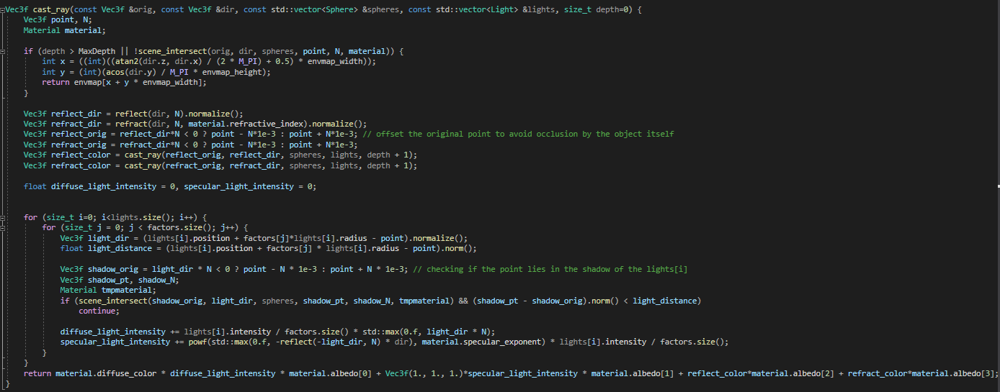 Vec3f cast_ray(const Vec3f &orig, const Vec3f &dir, const std::vector<Sphere> &spheres, const std::vector<Light> &lights, size_t depth=0) {
    Vec3f point, N;
    Material material;

    if (depth > MaxDepth || !scene_intersect(orig, dir, spheres, point, N, material)) {
        int x = ((int)((atan2(dir.z, dir.x) / (2 * M_PI) + 0.5) * envmap_width));
        int y = (int)(acos(dir.y) / M_PI * envmap_height);
        return envmap[x + y * envmap_width];
    }

    Vec3f reflect_dir = reflect(dir, N).normalize();
    Vec3f refract_dir = refract(dir, N, material.refractive_index).normalize();
    Vec3f reflect_orig = reflect_dir*N < 0 ? point - N*1e-3 : point + N*1e-3; // offset the original point to avoid occlusion by the object itself
    Vec3f refract_orig = refract_dir*N < 0 ? point - N*1e-3 : point + N*1e-3;
    Vec3f reflect_color = cast_ray(reflect_orig, reflect_dir, spheres, lights, depth + 1);
    Vec3f refract_color = cast_ray(refract_orig, refract_dir, spheres, lights, depth + 1);

    float diffuse_light_intensity = 0, specular_light_intensity = 0;


    for (size_t i=0; i<lights.size(); i++) {
        for (size_t j = 0; j < factors.size(); j++) {
            Vec3f light_dir = (lights[i].position + factors[j]*lights[i].radius - point).normalize();
            float light_distance = (lights[i].position + factors[j] * lights[i].radius - point).norm();

            Vec3f shadow_orig = light_dir * N < 0 ? point - N * 1e-3 : point + N * 1e-3; // checking if the point lies in the shadow of the lights[i]
            Vec3f shadow_pt, shadow_N;
            Material tmpmaterial;
            if (scene_intersect(shadow_orig, light_dir, spheres, shadow_pt, shadow_N, tmpmaterial) && (shadow_pt - shadow_orig).norm() < light_distance)
                continue;

            diffuse_light_intensity += lights[i].intensity / factors.size() * std::max(0.f, light_dir * N);
            specular_light_intensity += powf(std::max(0.f, -reflect(-light_dir, N) * dir), material.specular_exponent) * lights[i].intensity / factors.size();
        }
    }
    return material.diffuse_color * diffuse_light_intensity * material.albedo[0] + Vec3f(1., 1., 1.)*specular_light_intensity * material.albedo[1] + reflect_color*material.albedo[2] + refract_color*material.albedo[3];
}